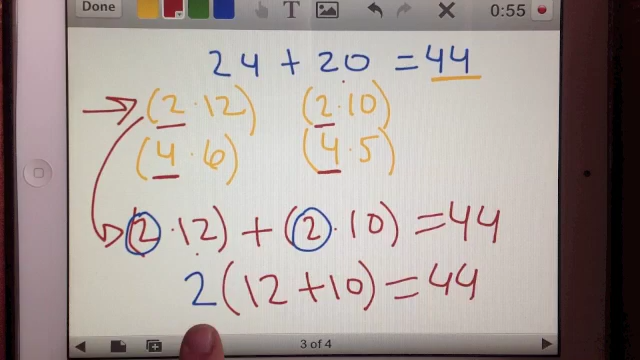 Done T 0:55
24 + 20 = 44
(2·12) (2·10)
(4·6) (4·5)
(2·12) + (2·10) = 44
2(12+10) = 44
3 of 4